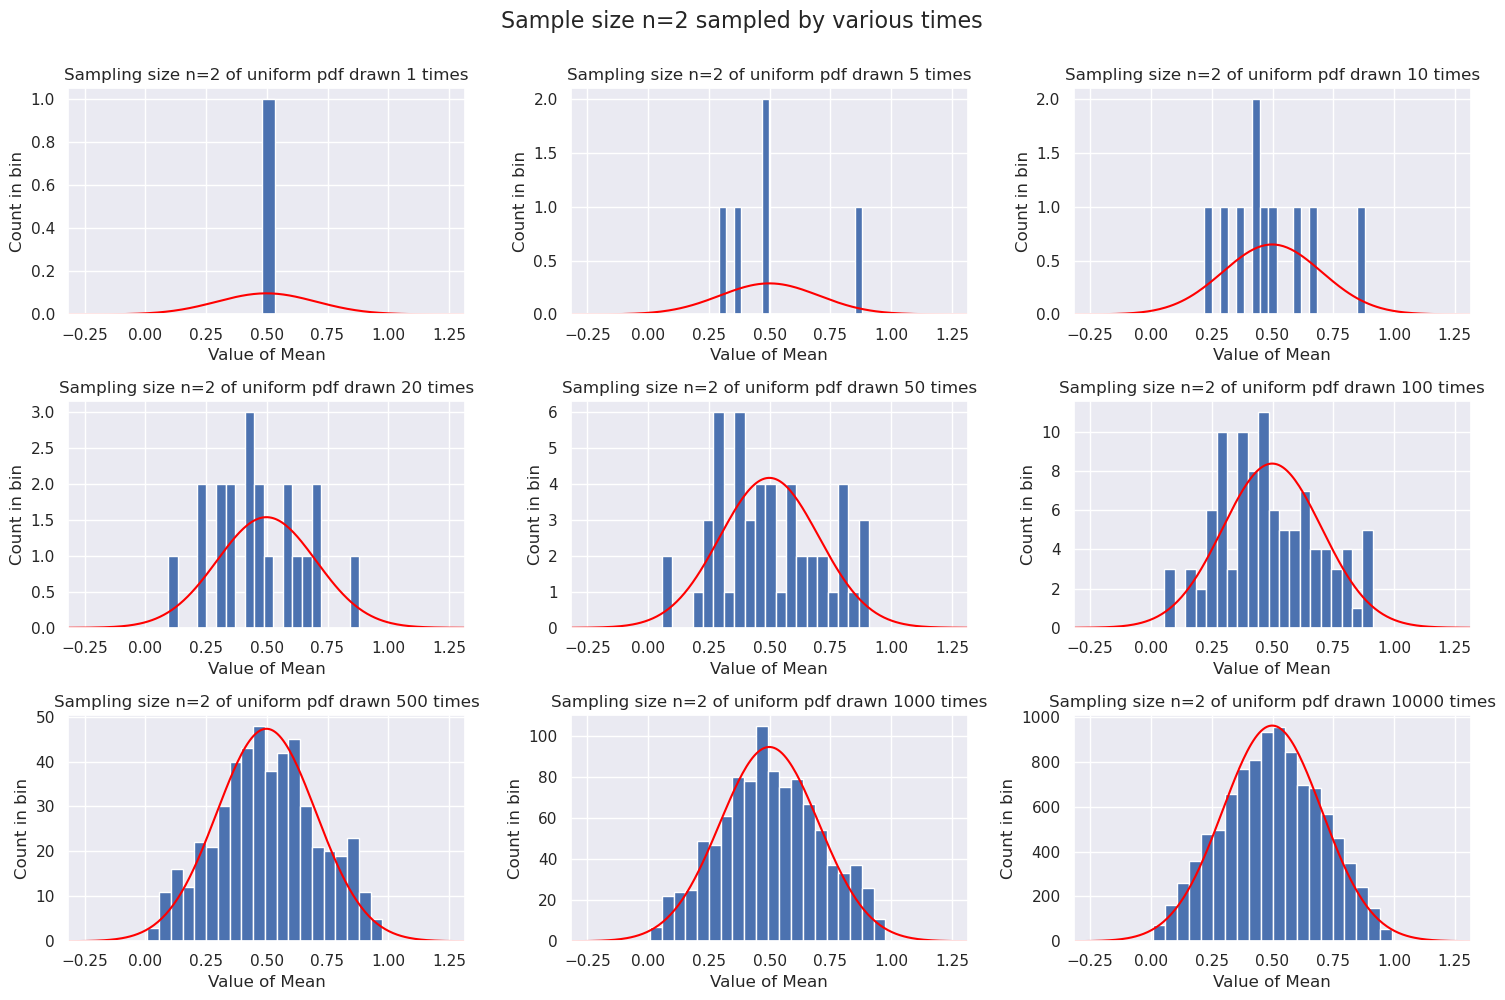 Sample size n=2 sampled by various times
Sampling size n=2 of uniform pdf drawn 1 times
Count in bin
1.0
0.8
0.6
0.4
0.2
0.0
−0.25 0.00 0.25 0.50 0.75 1.00 1.25
Value of Mean
Sampling size n=2 of uniform pdf drawn 5 times
Count in bin
2.0
1.5
1.0
0.5
0.0
−0.25 0.00 0.25 0.50 0.75 1.00 1.25
Value of Mean
Sampling size n=2 of uniform pdf drawn 10 times
Count in bin
2.0
1.5
1.0
0.5
0.0
−0.25 0.00 0.25 0.50 0.75 1.00 1.25
Value of Mean
Sampling size n=2 of uniform pdf drawn 20 times
Count in bin
3.0
2.5
2.0
1.5
1.0
0.5
0.0
−0.25 0.00 0.25 0.50 0.75 1.00 1.25
Value of Mean
Sampling size n=2 of uniform pdf drawn 50 times
Count in bin
6
5
4
3
2
1
0
−0.25 0.00 0.25 0.50 0.75 1.00 1.25
Value of Mean
Sampling size n=2 of uniform pdf drawn 100 times
Count in bin
10
8
6
4
2
0
−0.25 0.00 0.25 0.50 0.75 1.00 1.25
Value of Mean
Sampling size n=2 of uniform pdf drawn 500 times
Count in bin
50
40
30
20
10
0
−0.25 0.00 0.25 0.50 0.75 1.00 1.25
Value of Mean
Sampling size n=2 of uniform pdf drawn 1000 times
Count in bin
100
80
60
40
20
0
−0.25 0.00 0.25 0.50 0.75 1.00 1.25
Value of Mean
Sampling size n=2 of uniform pdf drawn 10000 times
Count in bin
1000
800
600
400
200
0
−0.25 0.00 0.25 0.50 0.75 1.00 1.25
Value of Mean